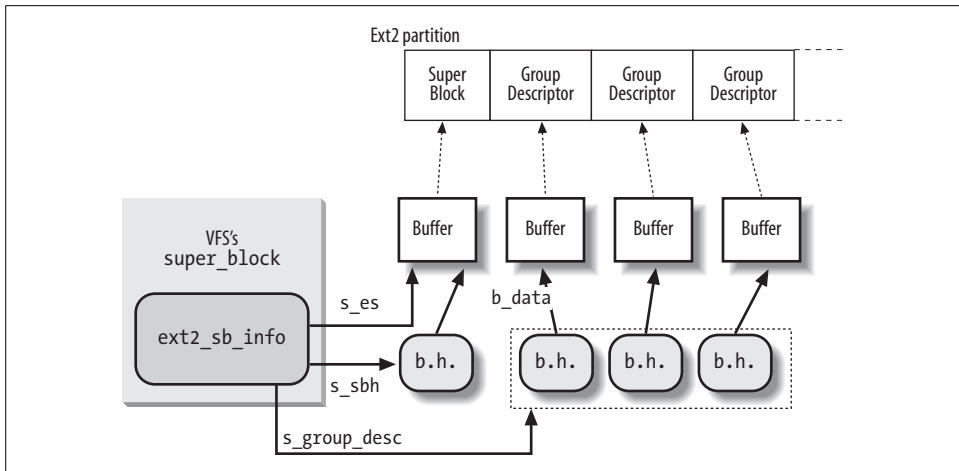 Ext2 partition
Super
Block
Group
Descriptor
Group
Descriptor
Group
Descriptor
Buffer
Buffer
Buffer
Buffer
VFS's
super_block
s_es
b_data
ext2_sb_info
b.h.
b.h.
b.h.
b.h.
s_sbh
s_group_desc